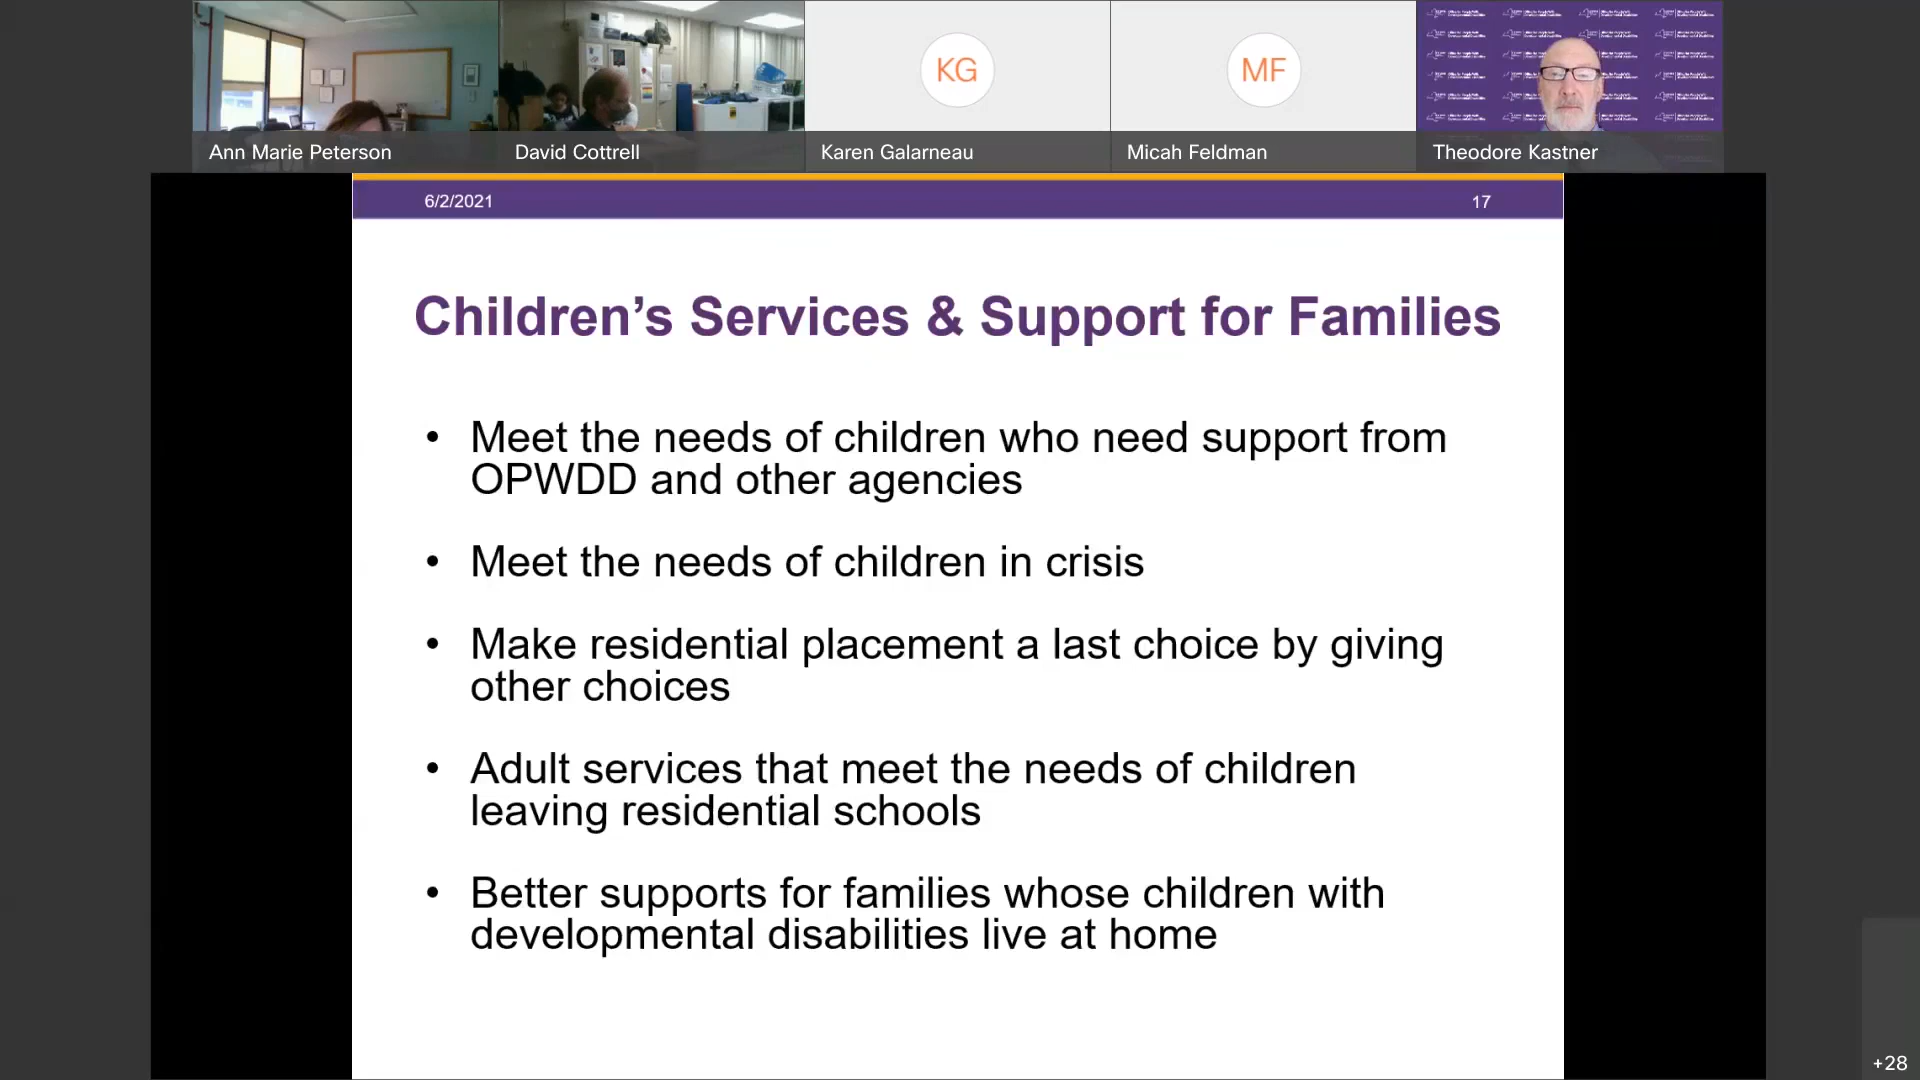 KG
MF
Ann Marie Peterson
David Cottrell
Karen Galarneau
Micah Feldman
Theodore Kastner
6/2/2021
17
Children’s Services & Support for Families
• Meet the needs of children who need support from
OPWDD and other agencies
• Meet the needs of children in crisis
• Make residential placement a last choice by giving
other choices
• Adult services that meet the needs of children
leaving residential schools
• Better supports for families whose children with
developmental disabilities live at home
+28